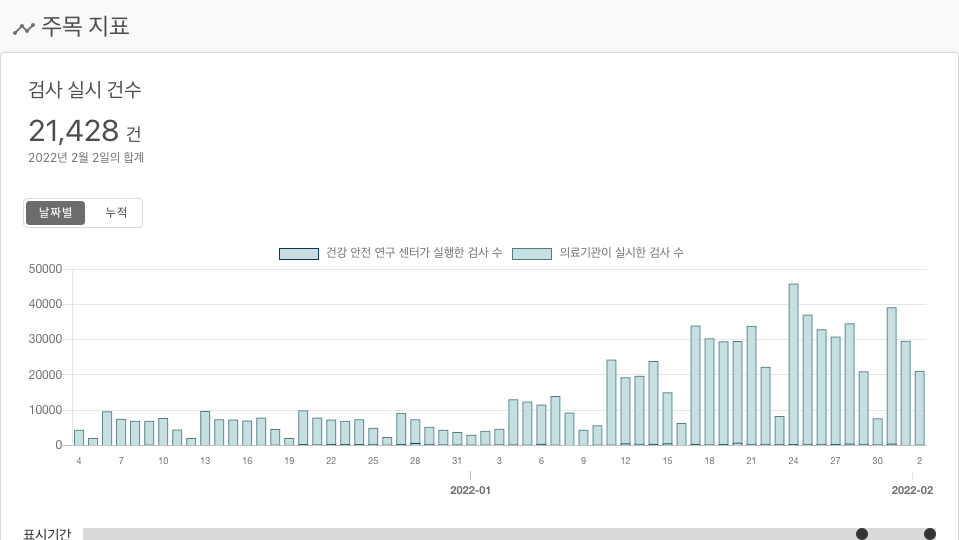 주목 지표
검사 실시 건수
21,428 건
2022년 2월 2일의 합계
날짜별 누적
건강 안전 연구 센터가 실행한 검사 수 의료기관이 실시한 검사 수
50000
40000
30000
20000
10000
0
4 7 10 13 16 19 22 25 28 31 3 6 9 12 15 18 21 24 27 30 2
2022-01 2022-02
표시기간